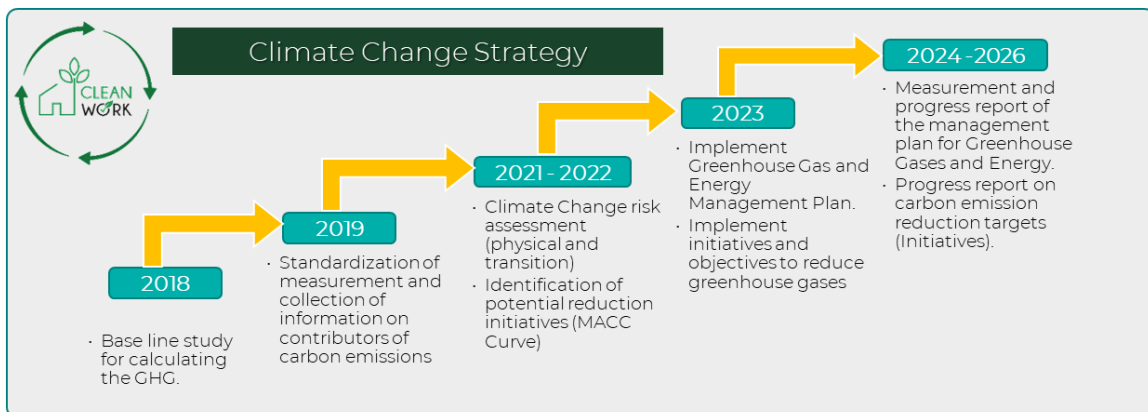 CLEAN
WORK
Climate Change Strategy
2018
· Base line study
for calculating
the GHG.
2019
· Standardization of
measurement and
collection of
information on
contributors of
carbon emissions
2021 - 2022
· Climate Change risk
assessment
(physical and
transition)
· Identification of
potential reduction
initiatives (MACC
Curve)
2023
· Implement
Greenhouse Gas and
Energy
Management Plan.
· Implement
initiatives and
objectives to reduce
greenhouse gases
2024 -2026
· Measurement and
progress report of
the management
plan for Greenhouse
Gases and Energy.
· Progress report on
carbon emission
reduction targets
(Initiatives).